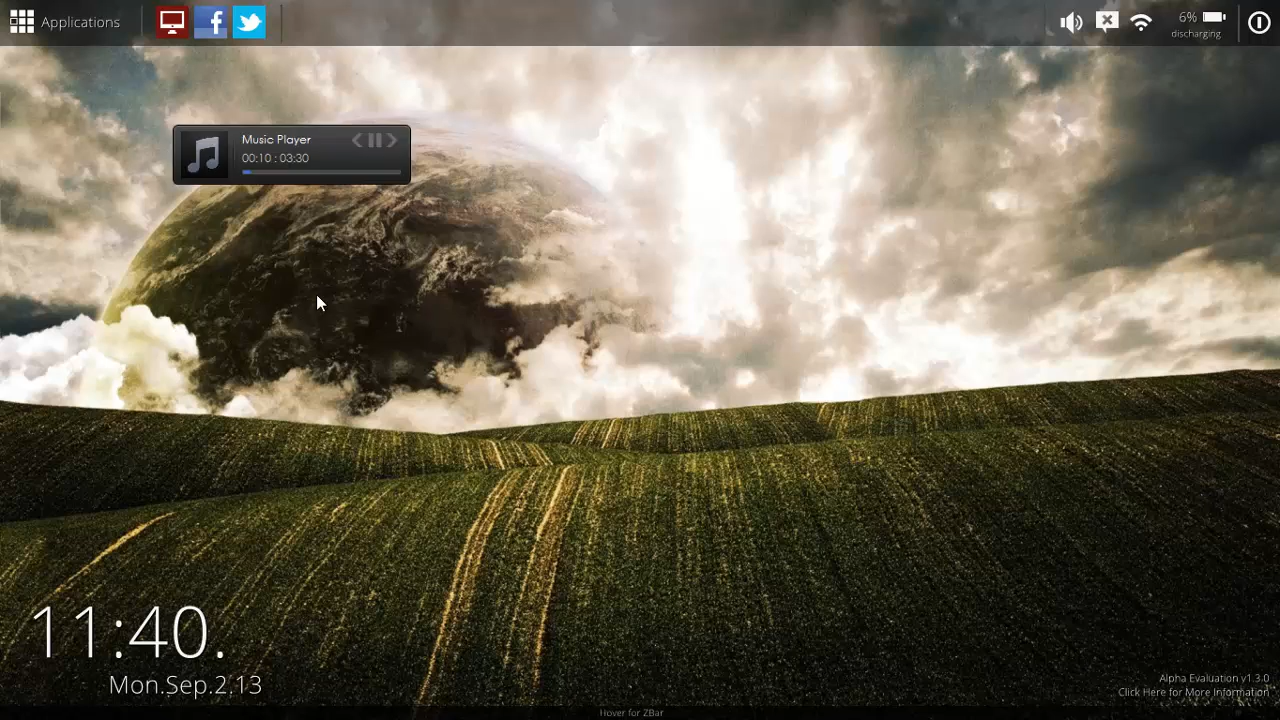 Applications
6%
discharging
Music Player
00:10 : 03:30
11:40.
Mon.Sep.2.13
Alpha Evaluation v1.3.0
Click Here for More Information
Hover for ZBar